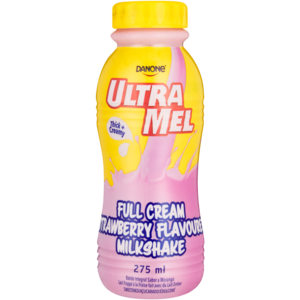 DANONE
ULTRA
MEL
Thick &
Creamy
FULL CREAM
STRAWBERRY FLAVOURED
MILKSHAKE
275 ml